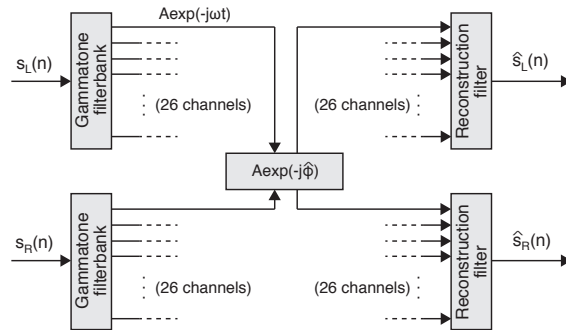 Aexp(-jωt)
s_L(n)
Gammatone
filterbank
(26 channels)
(26 channels)
Reconstruction
filter
ŝ_L(n)
Aexp(-jφ̂)
s_R(n)
Gammatone
filterbank
(26 channels)
(26 channels)
Reconstruction
filter
ŝ_R(n)